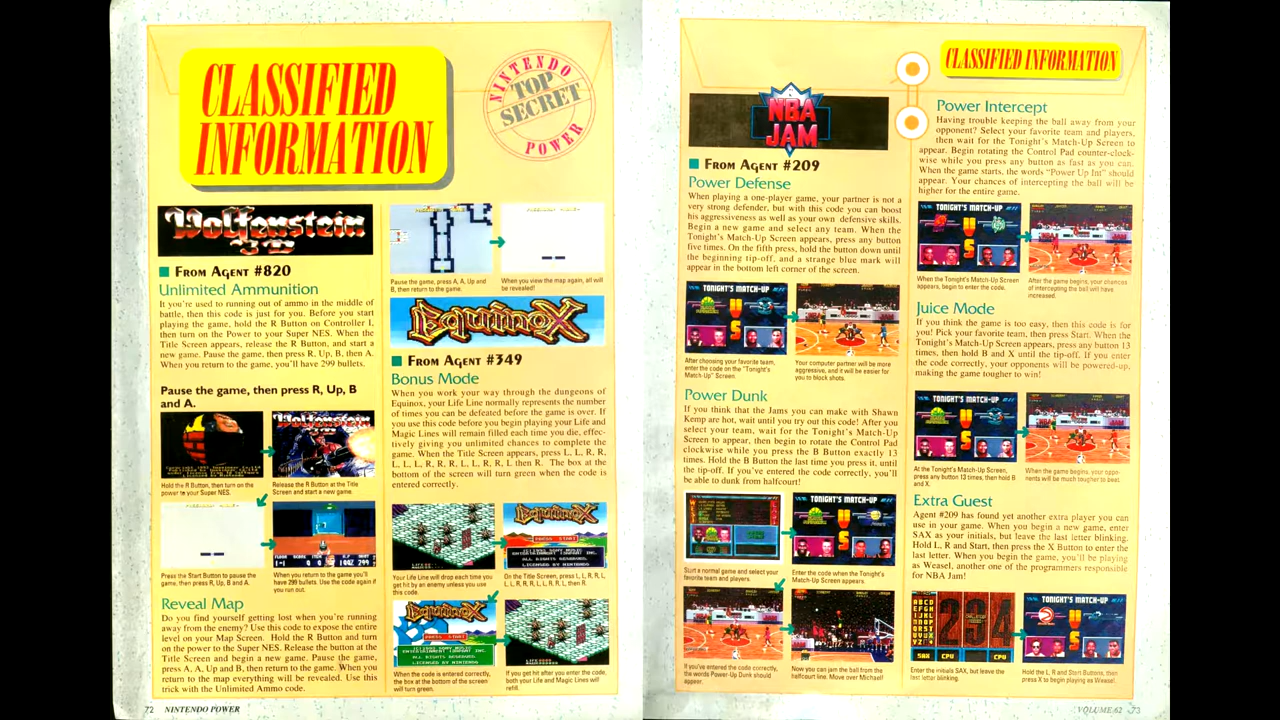 CLASSIFIED
INFORMATION
NINTENDO
TOP
SECRET
POWER
Wolfenstein
3D
FROM AGENT #820
Unlimited Ammunition
It's you're used to running out of ammo in the middle of
battle, then this code is just for you. Before you start
playing the game, hold the R Button on Controller I,
then turn on the Power to your Super NES. When the
Title Screen appears, release the R Button, and start a
new game. Pause the game, then press R, Up, B, then A.
When you return to the game, you'll have 299 bullets.
Pause the game, then press R, Up, B
and A.
Hold the R Button, then turn on the
power to your Super NES.
Release the R Button at the Title
Screen and start a new game.
Press the Start Button to pause the
game, then press R, Up, B and A.
When you return to the game you'll
have 299 bullets. Use the code again if
you run out.
Reveal Map
Do you find yourself getting lost when you're running
away from the enemy? Use this code to expose the entire
level on your Map Screen. Hold the R Button and turn
on the power to the Super NES. Release the button at the
Title Screen and begin a new game. Pause the game,
press A, A, Up and B, then return to the game. When you
return to the map everything will be revealed. Use this
trick with the Unlimited Ammo code.
Pause the game, press A, A, Up and
B, then return to the game.
When you view the map again, all will
be revealed!
EQUINOX
FROM AGENT #349
Bonus Mode
When you work your way through the dungeons of
Equinox, your Life Line normally represents the number
of times you can be defeated before the game is over. If
you use this code before you begin playing your Life and
Magic Lines will remain filled each time you die, effec-
tively giving you unlimited chances to complete the
game. When the Title Screen appears, press L, L, R, R,
L, L, L, R, R, R, L, L, R, R, L then R. The box at the
bottom of the screen will turn green when the code is
entered correctly.
Your Life Line will drop each time you
get hit by an enemy unless you use
this code.
EQUINOX
PRESS START
On the Title Screen, press L, L, R, R, L,
L, L, R, R, R, L, L, R, R, L, then R.
EQUINOX
PRESS START
When the code is entered correctly,
the box at the bottom of the screen
will turn green.
If you get hit after you enter the code,
both your Life and Magic Lines will
refill.
72 NINTENDO POWER
CLASSIFIED INFORMATION
NBA
JAM
FROM AGENT #209
Power Defense
When playing a one-player game, your partner is not a
very strong defender, but with this code you can boost
his aggressiveness as well as your own defensive skills.
Begin a new game and select any team. When the
Tonight's Match-Up Screen appears, press any button
five times. On the fifth press, hold the button down until
the beginning tip-off, and a strange blue mark will
appear in the bottom left corner of the screen.
TONIGHT'S MATCH-UP
VS
After choosing your favorite team,
enter the code on the "Tonight's
Match-Up" Screen.
Your computer partner will be more
aggressive, and it will be easier for
you to block shots.
Power Dunk
If you think that the Jams you can make with Shawn
Kemp are hot, wait until you try out this code! After you
select your team, wait for the Tonight's Match-Up
Screen to appear, then begin to rotate the Control Pad
clockwise while you press the B Button exactly 13
times. Hold the B Button the last time you press it, until
the tip-off. If you've entered the code correctly, you'll
be able to dunk from halfcourt!
Start a normal game and select your
favorite team and players.
TONIGHT'S MATCH-UP
VS
Enter the code when the Tonight's
Match-Up Screen appears.
If you've entered the code correctly,
the words Power-Up Dunk should
appear.
Now you can jam the ball from the
halfcourt line. Move over Michael!
Power Intercept
Having trouble keeping the ball away from your
opponent? Select your favorite team and players,
then wait for the Tonight's Match-Up Screen to
appear. Begin rotating the Control Pad counter-clock-
wise while you press any button as fast as you can.
When the game starts, the words "Power Up Int" should
appear. Your chances of intercepting the ball will be
higher for the entire game.
TONIGHT'S MATCH-UP
VS
When the Tonight's Match-Up Screen
appears, begin to enter the code.
After the game begins, your chances
of intercepting the ball will have
increased.
Juice Mode
If you think the game is too easy, then this code is for
you! Pick your favorite team, then press Start. When the
Tonight's Match-Up Screen appears, press any button 13
times, then hold B and X until the tip-off. If you enter
the code correctly, your opponents will be powered-up,
making the game tougher to win!
TONIGHT'S MATCH-UP
VS
At the Tonight's Match-Up Screen,
press any button 13 times, then hold B
and X.
When the game begins, your oppo-
nents will be much tougher to beat.
Extra Guest
Agent #209 has found yet another extra player you can
use in your game. When you begin a new game, enter
SAX as your initials, but leave the last letter blinking.
Hold L, R and Start, then press the X Button to enter the
last letter. When you begin the game, you'll be playing
as Weasel, another one of the programmers responsible
for NBA Jam!
234
SAX CPU CPU
Enter the initials SAX, but leave the
last letter blinking.
TONIGHT'S MATCH-UP
VS
Hold the L, R and Start Buttons, then
press X to begin playing as Weasel.
VOLUME 62 73